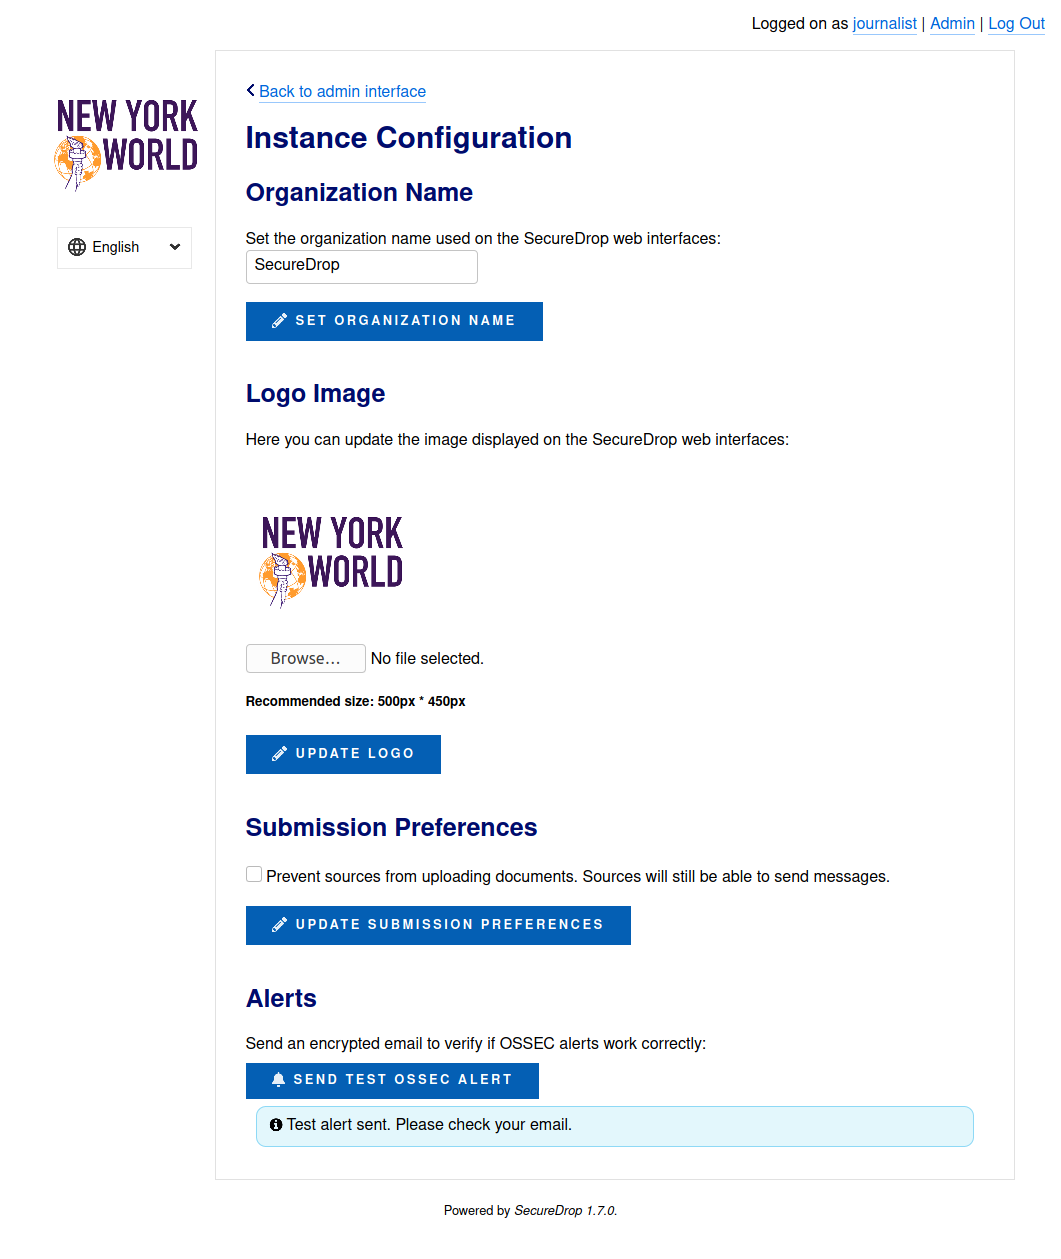 Logged on as journalist | Admin | Log Out
NEW YORK
WORLD
English
Back to admin interface
Instance Configuration
Organization Name
Set the organization name used on the SecureDrop web interfaces:
SecureDrop
SET ORGANIZATION NAME
Logo Image
Here you can update the image displayed on the SecureDrop web interfaces:
NEW YORK
WORLD
Browse... No file selected.
Recommended size: 500px * 450px
UPDATE LOGO
Submission Preferences
Prevent sources from uploading documents. Sources will still be able to send messages.
UPDATE SUBMISSION PREFERENCES
Alerts
Send an encrypted email to verify if OSSEC alerts work correctly:
SEND TEST OSSEC ALERT
Test alert sent. Please check your email.
Powered by SecureDrop 1.7.0.